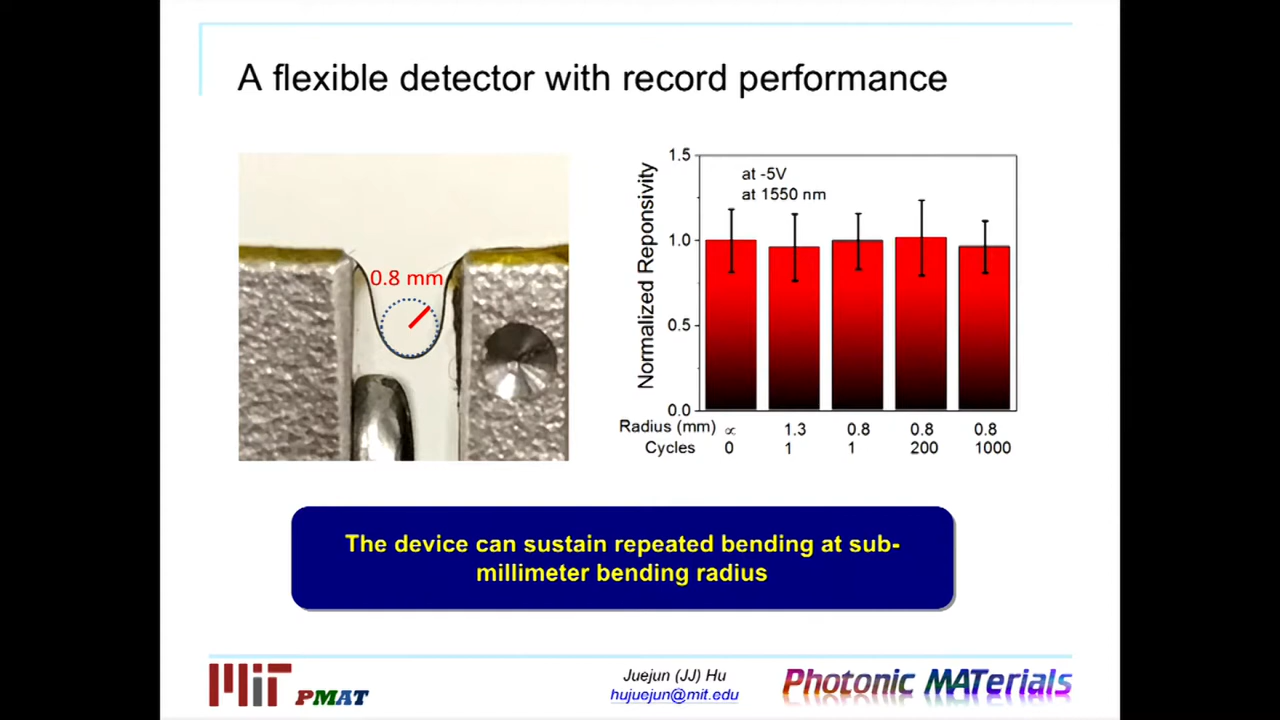 A flexible detector with record performance
0.8 mm
Normalized Reponsivity
1.5
1.0
0.5
0.0
at -5V
at 1550 nm
Radius (mm) ∝ 1.3 0.8 0.8 0.8
Cycles 0 1 1 200 1000
The device can sustain repeated bending at sub-
millimeter bending radius
MIT PMAT
Juejun (JJ) Hu
hujuejun@mit.edu
Photonic MATerials